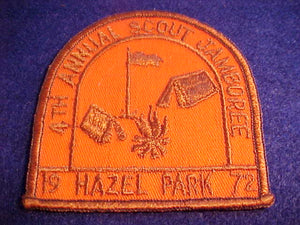 4TH ANNUAL SCOUT JAMBOREE
19 HAZEL PARK 72